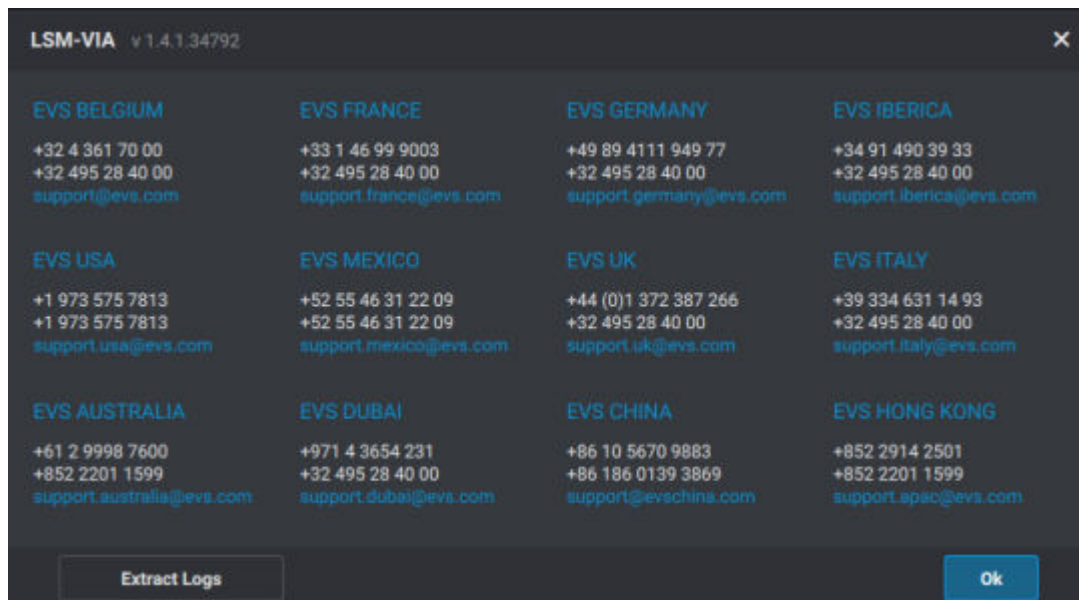 LSM-VIA v 1.4.1.34792
EVS BELGIUM
+32 4 361 70 00
+32 495 28 40 00
support@evs.com
EVS FRANCE
+33 1 46 99 9003
+32 495 28 40 00
support.france@evs.com
EVS GERMANY
+49 89 4111 949 77
+32 495 28 40 00
support.germany@evs.com
EVS IBERICA
+34 91 490 39 33
+32 495 28 40 00
support.iberica@evs.com
EVS USA
+1 973 575 7813
+1 973 575 7813
support.usa@evs.com
EVS MEXICO
+52 55 46 31 22 09
+52 55 46 31 22 09
support.mexico@evs.com
EVS UK
+44 (0)1 372 387 266
+32 495 28 40 00
support.uk@evs.com
EVS ITALY
+39 334 631 14 93
+32 495 28 40 00
support.italy@evs.com
EVS AUSTRALIA
+61 2 9998 7600
+852 2201 1599
support.australia@evs.com
EVS DUBAI
+971 4 3654 231
+32 495 28 40 00
support.dubai@evs.com
EVS CHINA
+86 10 5670 9883
+86 186 0139 3869
support@evschina.com
EVS HONG KONG
+852 2914 2501
+852 2201 1599
support.apac@evs.com
Extract Logs
Ok